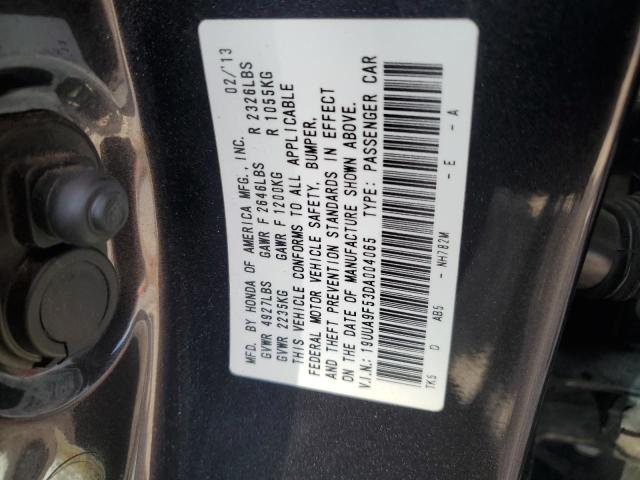 MFD. BY HONDA OF AMERICA MFG., INC. 02/'13
GVWR 4927LBS GAWR F 2646LBS R 2326LBS
GVWR 2235KG GAWR F 1200KG R 1055KG
THIS VEHICLE CONFORMS TO ALL APPLICABLE
FEDERAL MOTOR VEHICLE SAFETY, BUMPER,
AND THEFT PREVENTION STANDARDS IN EFFECT
ON THE DATE OF MANUFACTURE SHOWN ABOVE.
V.I.N.: 19UUA9F53DA004065 TYPE: PASSENGER CAR
TK5 D AB5 - NH782M - E - A